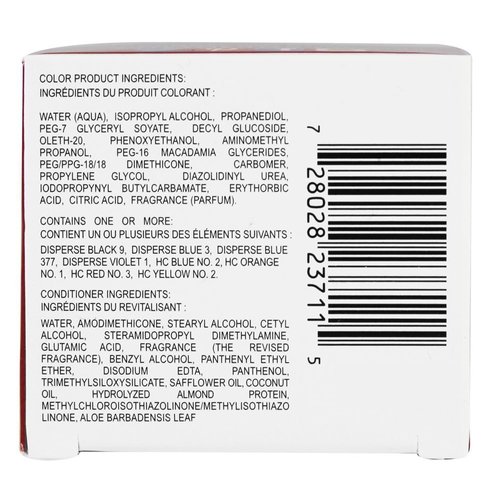 COLOR PRODUCT INGREDIENTS:
INGRÉDIENTS DU PRODUIT COLORANT :
WATER (AQUA), ISOPROPYL ALCOHOL, PROPANEDIOL,
PEG-7 GLYCERYL SOYATE, DECYL GLUCOSIDE,
OLETH-20, PHENOXYETHANOL, AMINOMETHYL
PROPANOL, PEG-16 MACADAMIA GLYCERIDES,
PEG/PPG-18/18 DIMETHICONE, CARBOMER,
PROPYLENE GLYCOL, DIAZOLIDINYL UREA,
IODOPROPYNYL BUTYLCARBAMATE, ERYTHORBIC
ACID, CITRIC ACID, FRAGRANCE (PARFUM).
CONTAINS ONE OR MORE:
CONTIENT UN OU PLUSIEURS DES ÉLÉMENTS SUIVANTS :
DISPERSE BLACK 9, DISPERSE BLUE 3, DISPERSE BLUE
377, DISPERSE VIOLET 1, HC BLUE NO. 2, HC ORANGE
NO. 1, HC RED NO. 3, HC YELLOW NO. 2.
CONDITIONER INGREDIENTS:
INGRÉDIENTS DU REVITALISANT :
WATER, AMODIMETHICONE, STEARYL ALCOHOL, CETYL
ALCOHOL, STERAMIDOPROPYL DIMETHYLAMINE,
GLUTAMIC ACID, FRAGRANCE (THE REVISED
FRAGRANCE), BENZYL ALCOHOL, PANTHENYL ETHYL
ETHER, DISODIUM EDTA, PANTHENOL,
TRIMETHYLSILOXYSILICATE, SAFFLOWER OIL, COCONUT
OIL, HYDROLYZED ALMOND PROTEIN,
METHYLCHLOROISOTHIAZOLINONE/METHYLISOTHIAZO
LINONE, ALOE BARBADENSIS LEAF
7 28028 23711 5